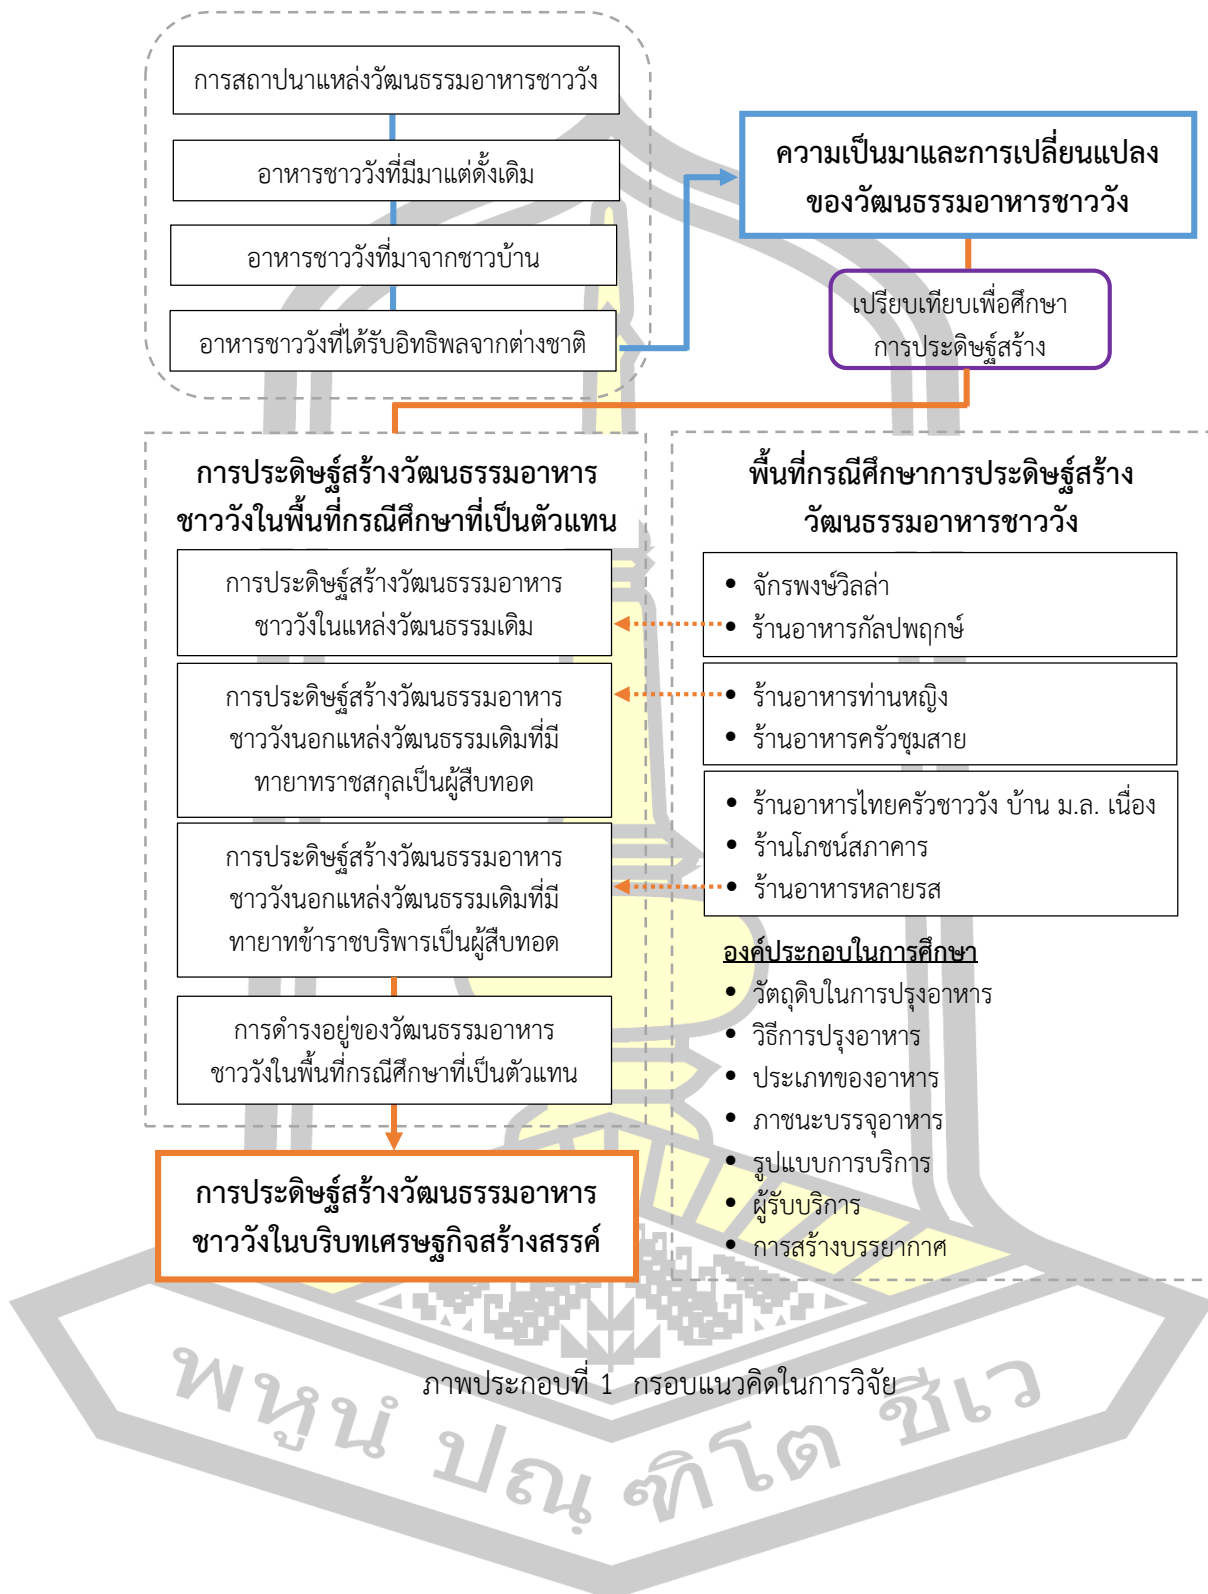 การสถาปนาแหล่งวัฒนธรรมอาหารชาววัง
อาหารชาววังที่มีมาแต่ดั้งเดิม
อาหารชาววังที่มาจากชาวบ้าน
อาหารชาววังที่ได้รับอิทธิพลจากต่างชาติ
ความเป็นมาและการเปลี่ยนแปลง
ของวัฒนธรรมอาหารชาววัง
เปรียบเทียบเพื่อศึกษา
การประดิษฐ์สร้าง
การประดิษฐ์สร้างวัฒนธรรมอาหาร
ชาววังในพื้นที่กรณีศึกษาที่เป็นตัวแทน
การประดิษฐ์สร้างวัฒนธรรมอาหาร
ชาววังในแหล่งวัฒนธรรมเดิม
การประดิษฐ์สร้างวัฒนธรรมอาหาร
ชาววังนอกแหล่งวัฒนธรรมเดิมที่มี
ทายาทราชสกุลเป็นผู้สืบทอด
การประดิษฐ์สร้างวัฒนธรรมอาหาร
ชาววังนอกแหล่งวัฒนธรรมเดิมที่มี
ทายาทข้าราชบริพารเป็นผู้สืบทอด
การดำรงอยู่ของวัฒนธรรมอาหาร
ชาววังในพื้นที่กรณีศึกษาที่เป็นตัวแทน
การประดิษฐ์สร้างวัฒนธรรมอาหาร
ชาววังในบริบทเศรษฐกิจสร้างสรรค์
พื้นที่กรณีศึกษาการประดิษฐ์สร้าง
วัฒนธรรมอาหารชาววัง
• จักรพงษ์วิลล่า
• ร้านอาหารกัลปพฤกษ์
• ร้านอาหารท่านหญิง
• ร้านอาหารครัวชุมสาย
• ร้านอาหารไทยครัวชาววัง บ้าน ม.ล. เนื่อง
• ร้านโภชน์สภาคาร
• ร้านอาหารหลายรส
องค์ประกอบในการศึกษา
• วัตถุดิบในการปรุงอาหาร
• วิธีการปรุงอาหาร
• ประเภทของอาหาร
• ภาชนะบรรจุอาหาร
• รูปแบบการบริการ
• ผู้รับบริการ
• การสร้างบรรยากาศ
ภาพประกอบที่ 1 กรอบแนวคิดในการวิจัย
พหูนํ ปณฺฑิโต ชีเว